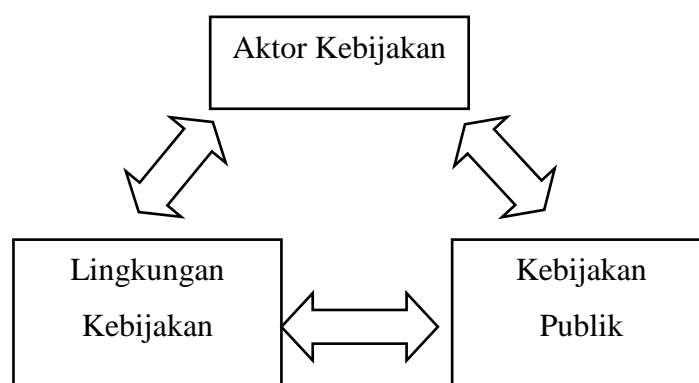 Aktor Kebijakan
Lingkungan
Kebijakan
Kebijakan
Publik